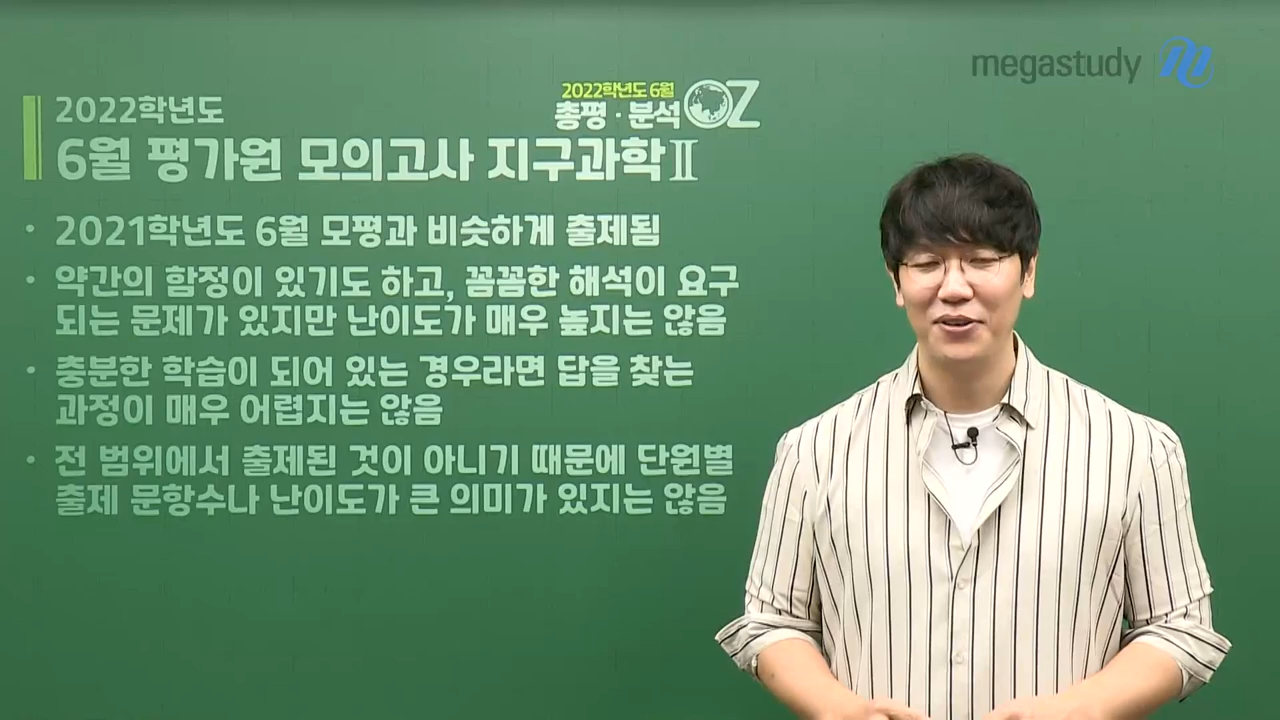 megastudy
2022학년도 6월
총평·분석 OZ
2022학년도
6월 평가원 모의고사 지구과학Ⅱ
• 2021학년도 6월 모평과 비슷하게 출제됨
• 약간의 함정이 있기도 하고, 꼼꼼한 해석이 요구
되는 문제가 있지만 난이도가 매우 높지는 않음
• 충분한 학습이 되어 있는 경우라면 답을 찾는
과정이 매우 어렵지는 않음
• 전 범위에서 출제된 것이 아니기 때문에 단원별
출제 문항수나 난이도가 큰 의미가 있지는 않음